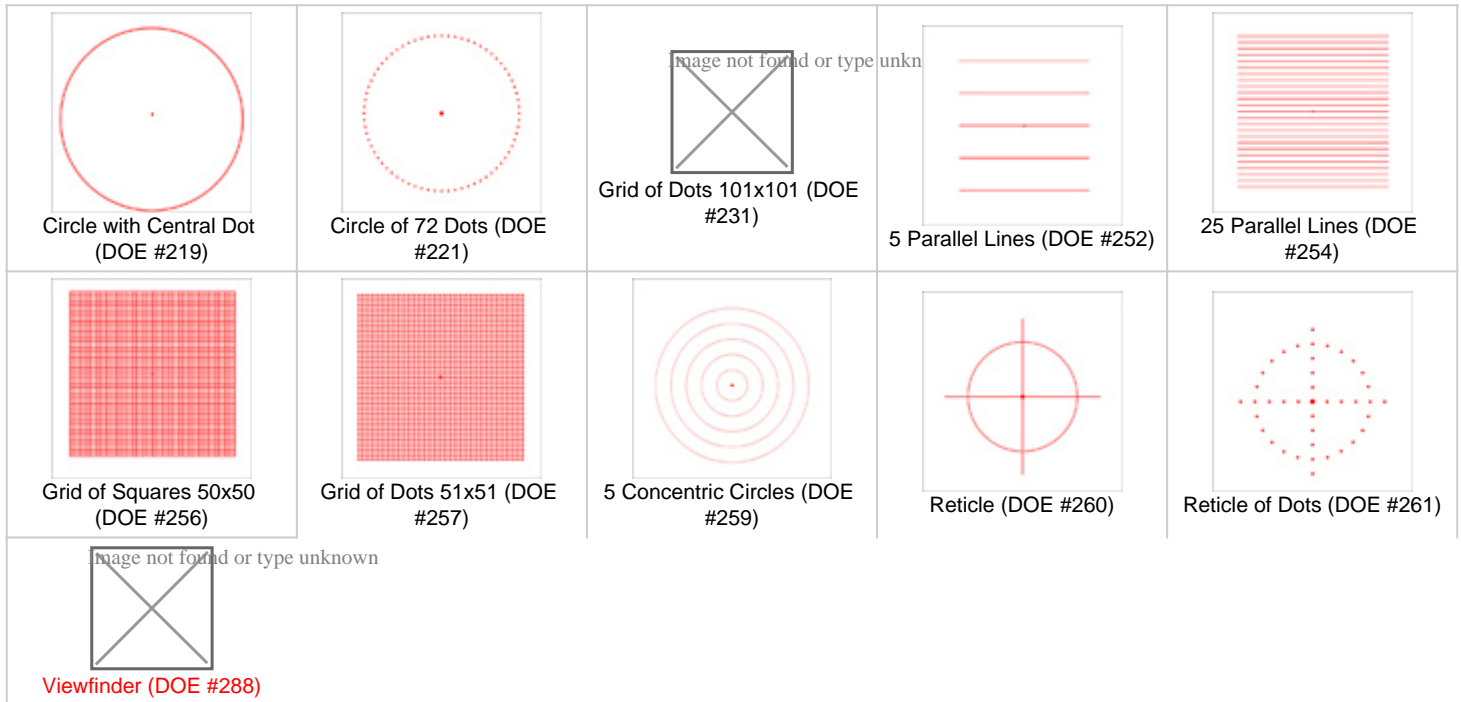 Circle with Central Dot
(DOE #219)
Circle of 72 Dots (DOE
#221)
Image not found or type unkn
Grid of Dots 101x101 (DOE
#231)
5 Parallel Lines (DOE #252)
25 Parallel Lines (DOE
#254)
Grid of Squares 50x50
(DOE #256)
Grid of Dots 51x51 (DOE
#257)
5 Concentric Circles (DOE
#259)
Reticle (DOE #260)
Reticle of Dots (DOE #261)
Image not found or type unknown
Viewfinder (DOE #288)